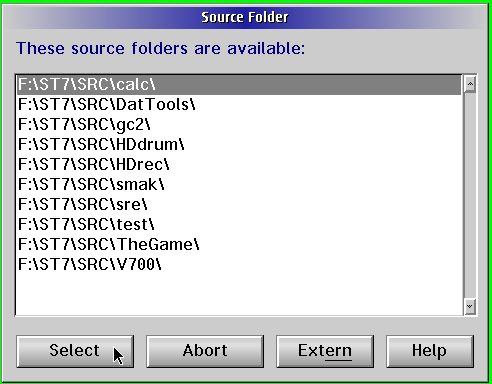 Source Folder
These source folders are available:
F:\ST7\SRC\calc\
F:\ST7\SRC\DatTools\
F:\ST7\SRC\gc2\
F:\ST7\SRC\HDdrum\
F:\ST7\SRC\HDrec\
F:\ST7\SRC\smak\
F:\ST7\SRC\sre\
F:\ST7\SRC\test\
F:\ST7\SRC\TheGame\
F:\ST7\SRC\V700\
Select Abort Extern Help